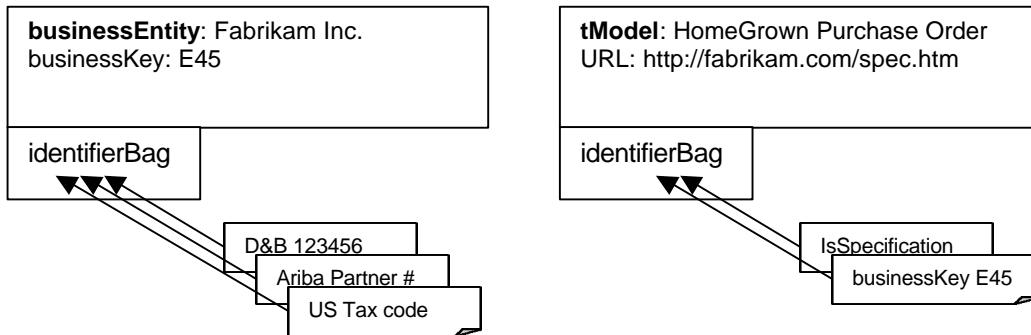 businessEntity: Fabrikam Inc.
businessKey: E45
identifierBag
D&B 123456
Ariba Partner #
US Tax code
tModel: HomeGrown Purchase Order
URL: http://fabrikam.com/spec.htm
identifierBag
IsSpecification
businessKey E45